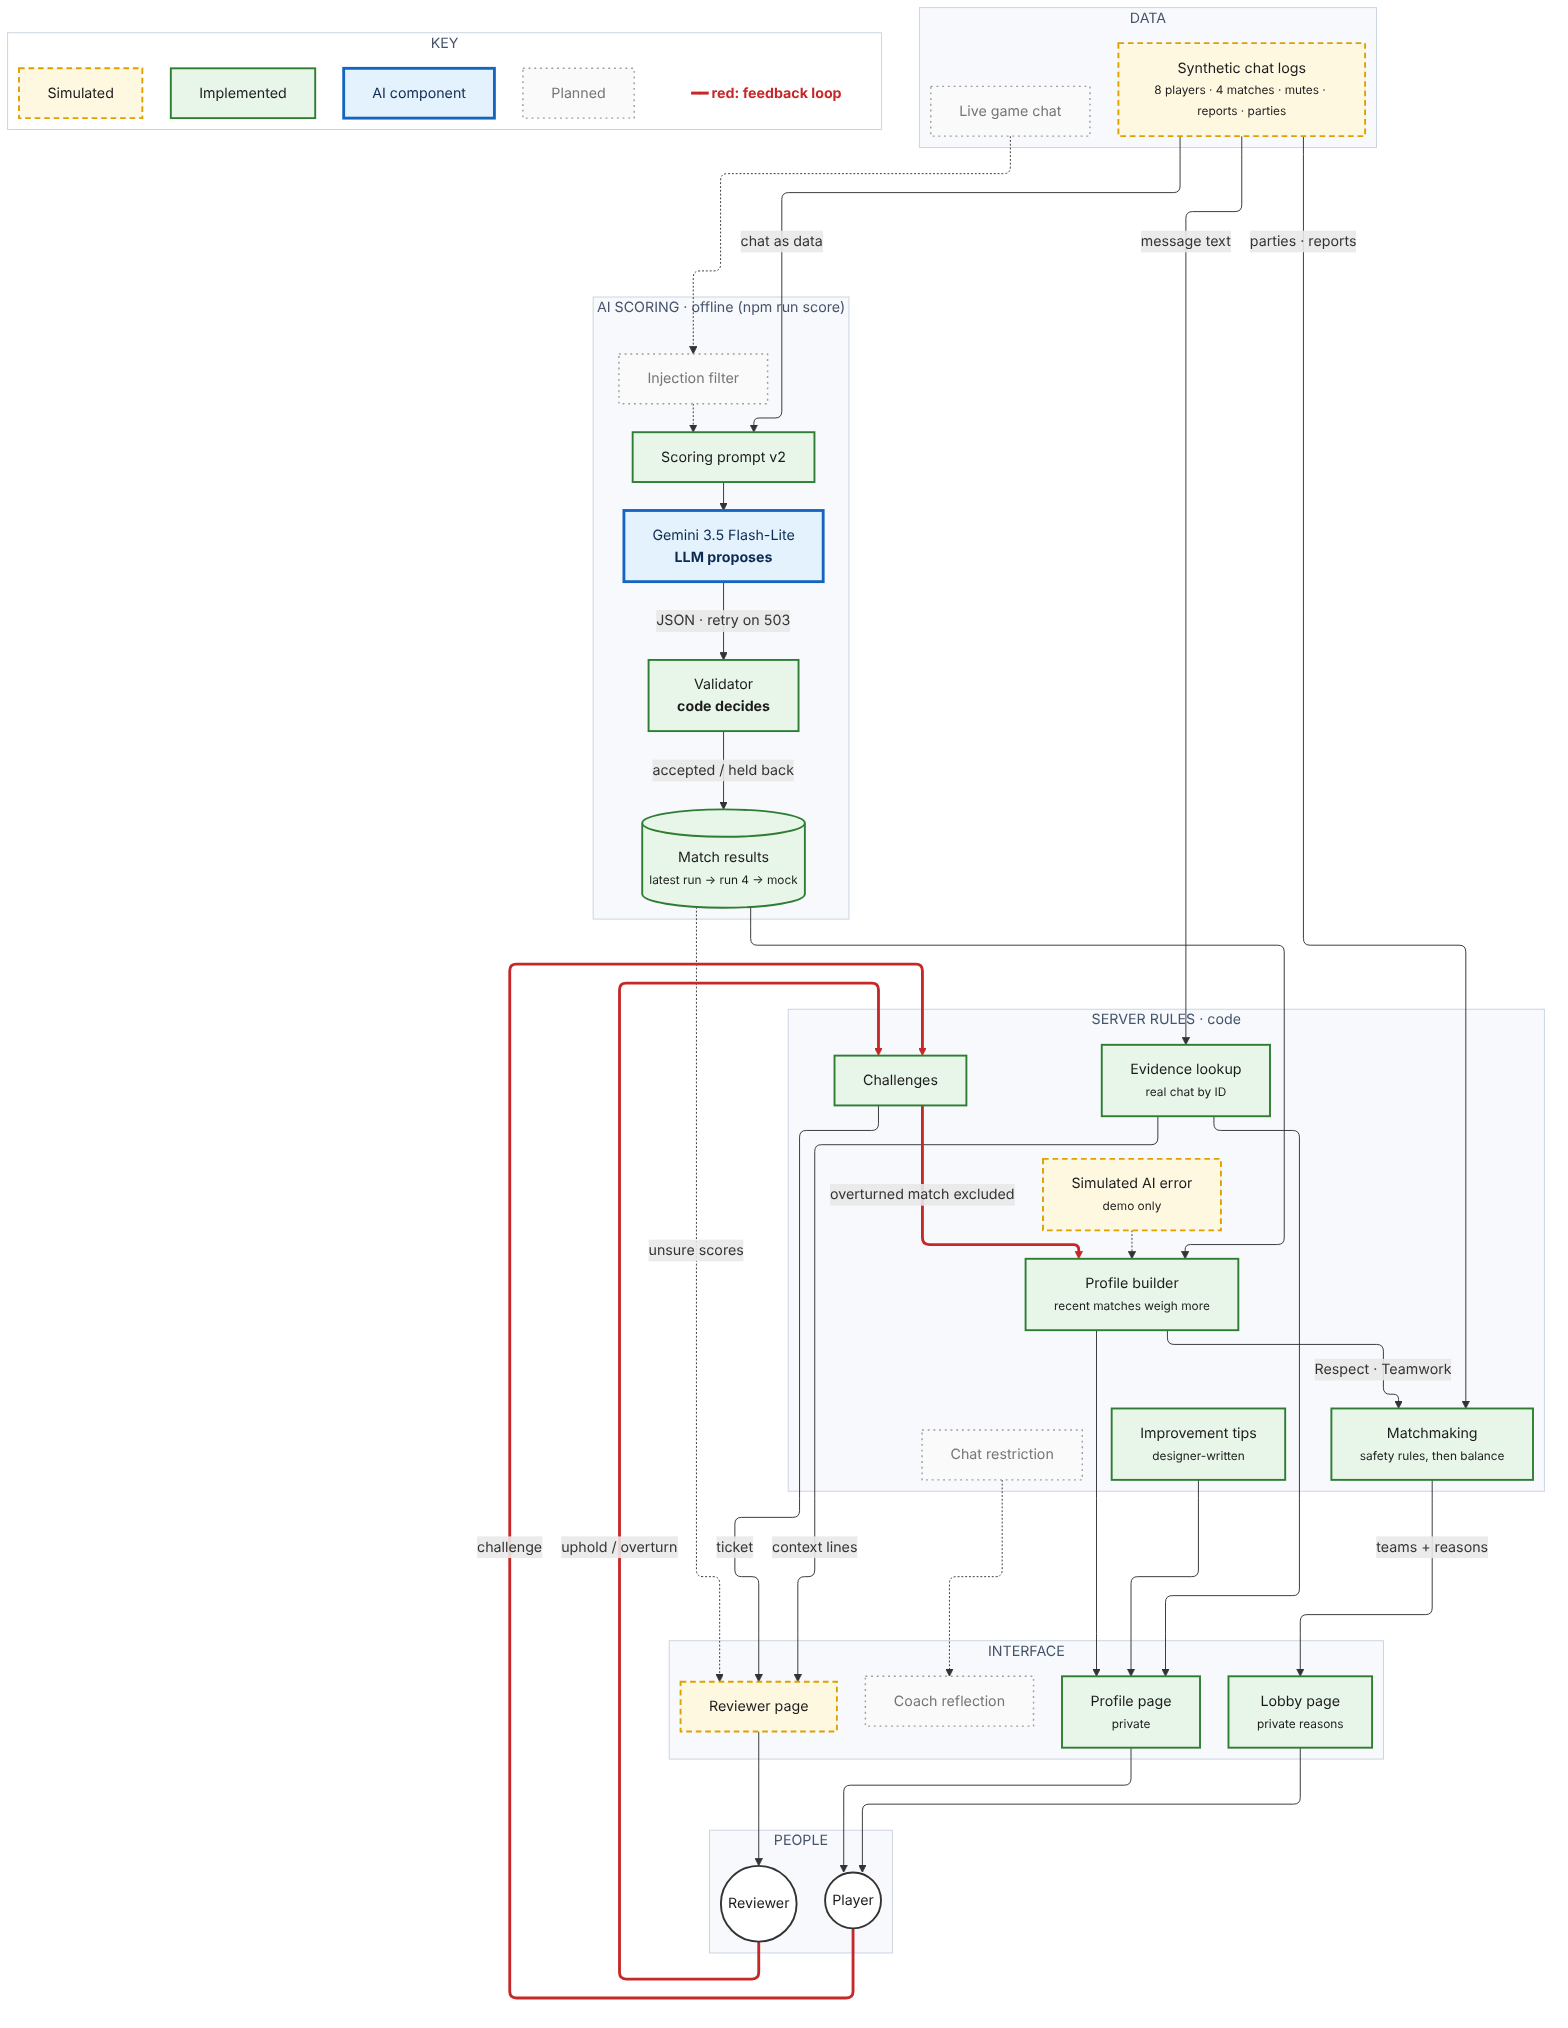 KEY
Simulated
Implemented
AI component
Planned
red: feedback loop
DATA
Live game chat
Synthetic chat logs
8 players · 4 matches · mutes ·
reports · parties
chat as data
message text
parties · reports
AI SCORING · offline (npm run score)
Injection filter
Scoring prompt v2
Gemini 3.5 Flash-Lite
LLM proposes
JSON · retry on 503
Validator
code decides
accepted / held back
Match results
latest run → run 4 → mock
SERVER RULES · code
Challenges
Evidence lookup
real chat by ID
overturned match excluded
Simulated AI error
demo only
unsure scores
Profile builder
recent matches weigh more
Respect · Teamwork
Chat restriction
Improvement tips
designer-written
Matchmaking
safety rules, then balance
challenge
uphold / overturn
ticket
context lines
teams + reasons
INTERFACE
Reviewer page
Coach reflection
Profile page
private
Lobby page
private reasons
PEOPLE
Reviewer
Player